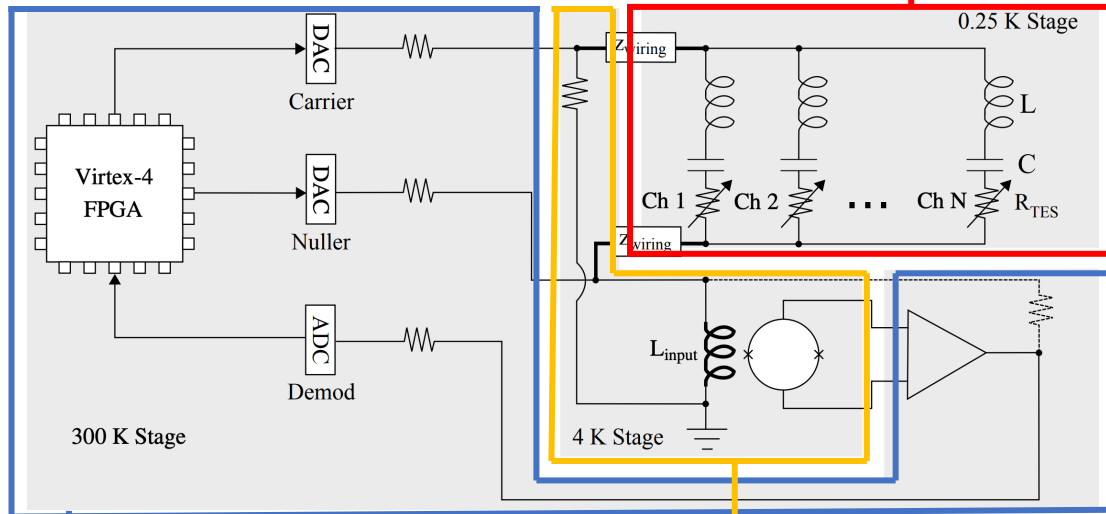 0.25 K Stage
DAC
Carrier
Zwiring
L
C
Virtex-4
FPGA
DAC
Nuller
Ch 1
Ch 2
...
Ch N
RTES
Zwiring
ADC
Demod
Linput
300 K Stage
4 K Stage